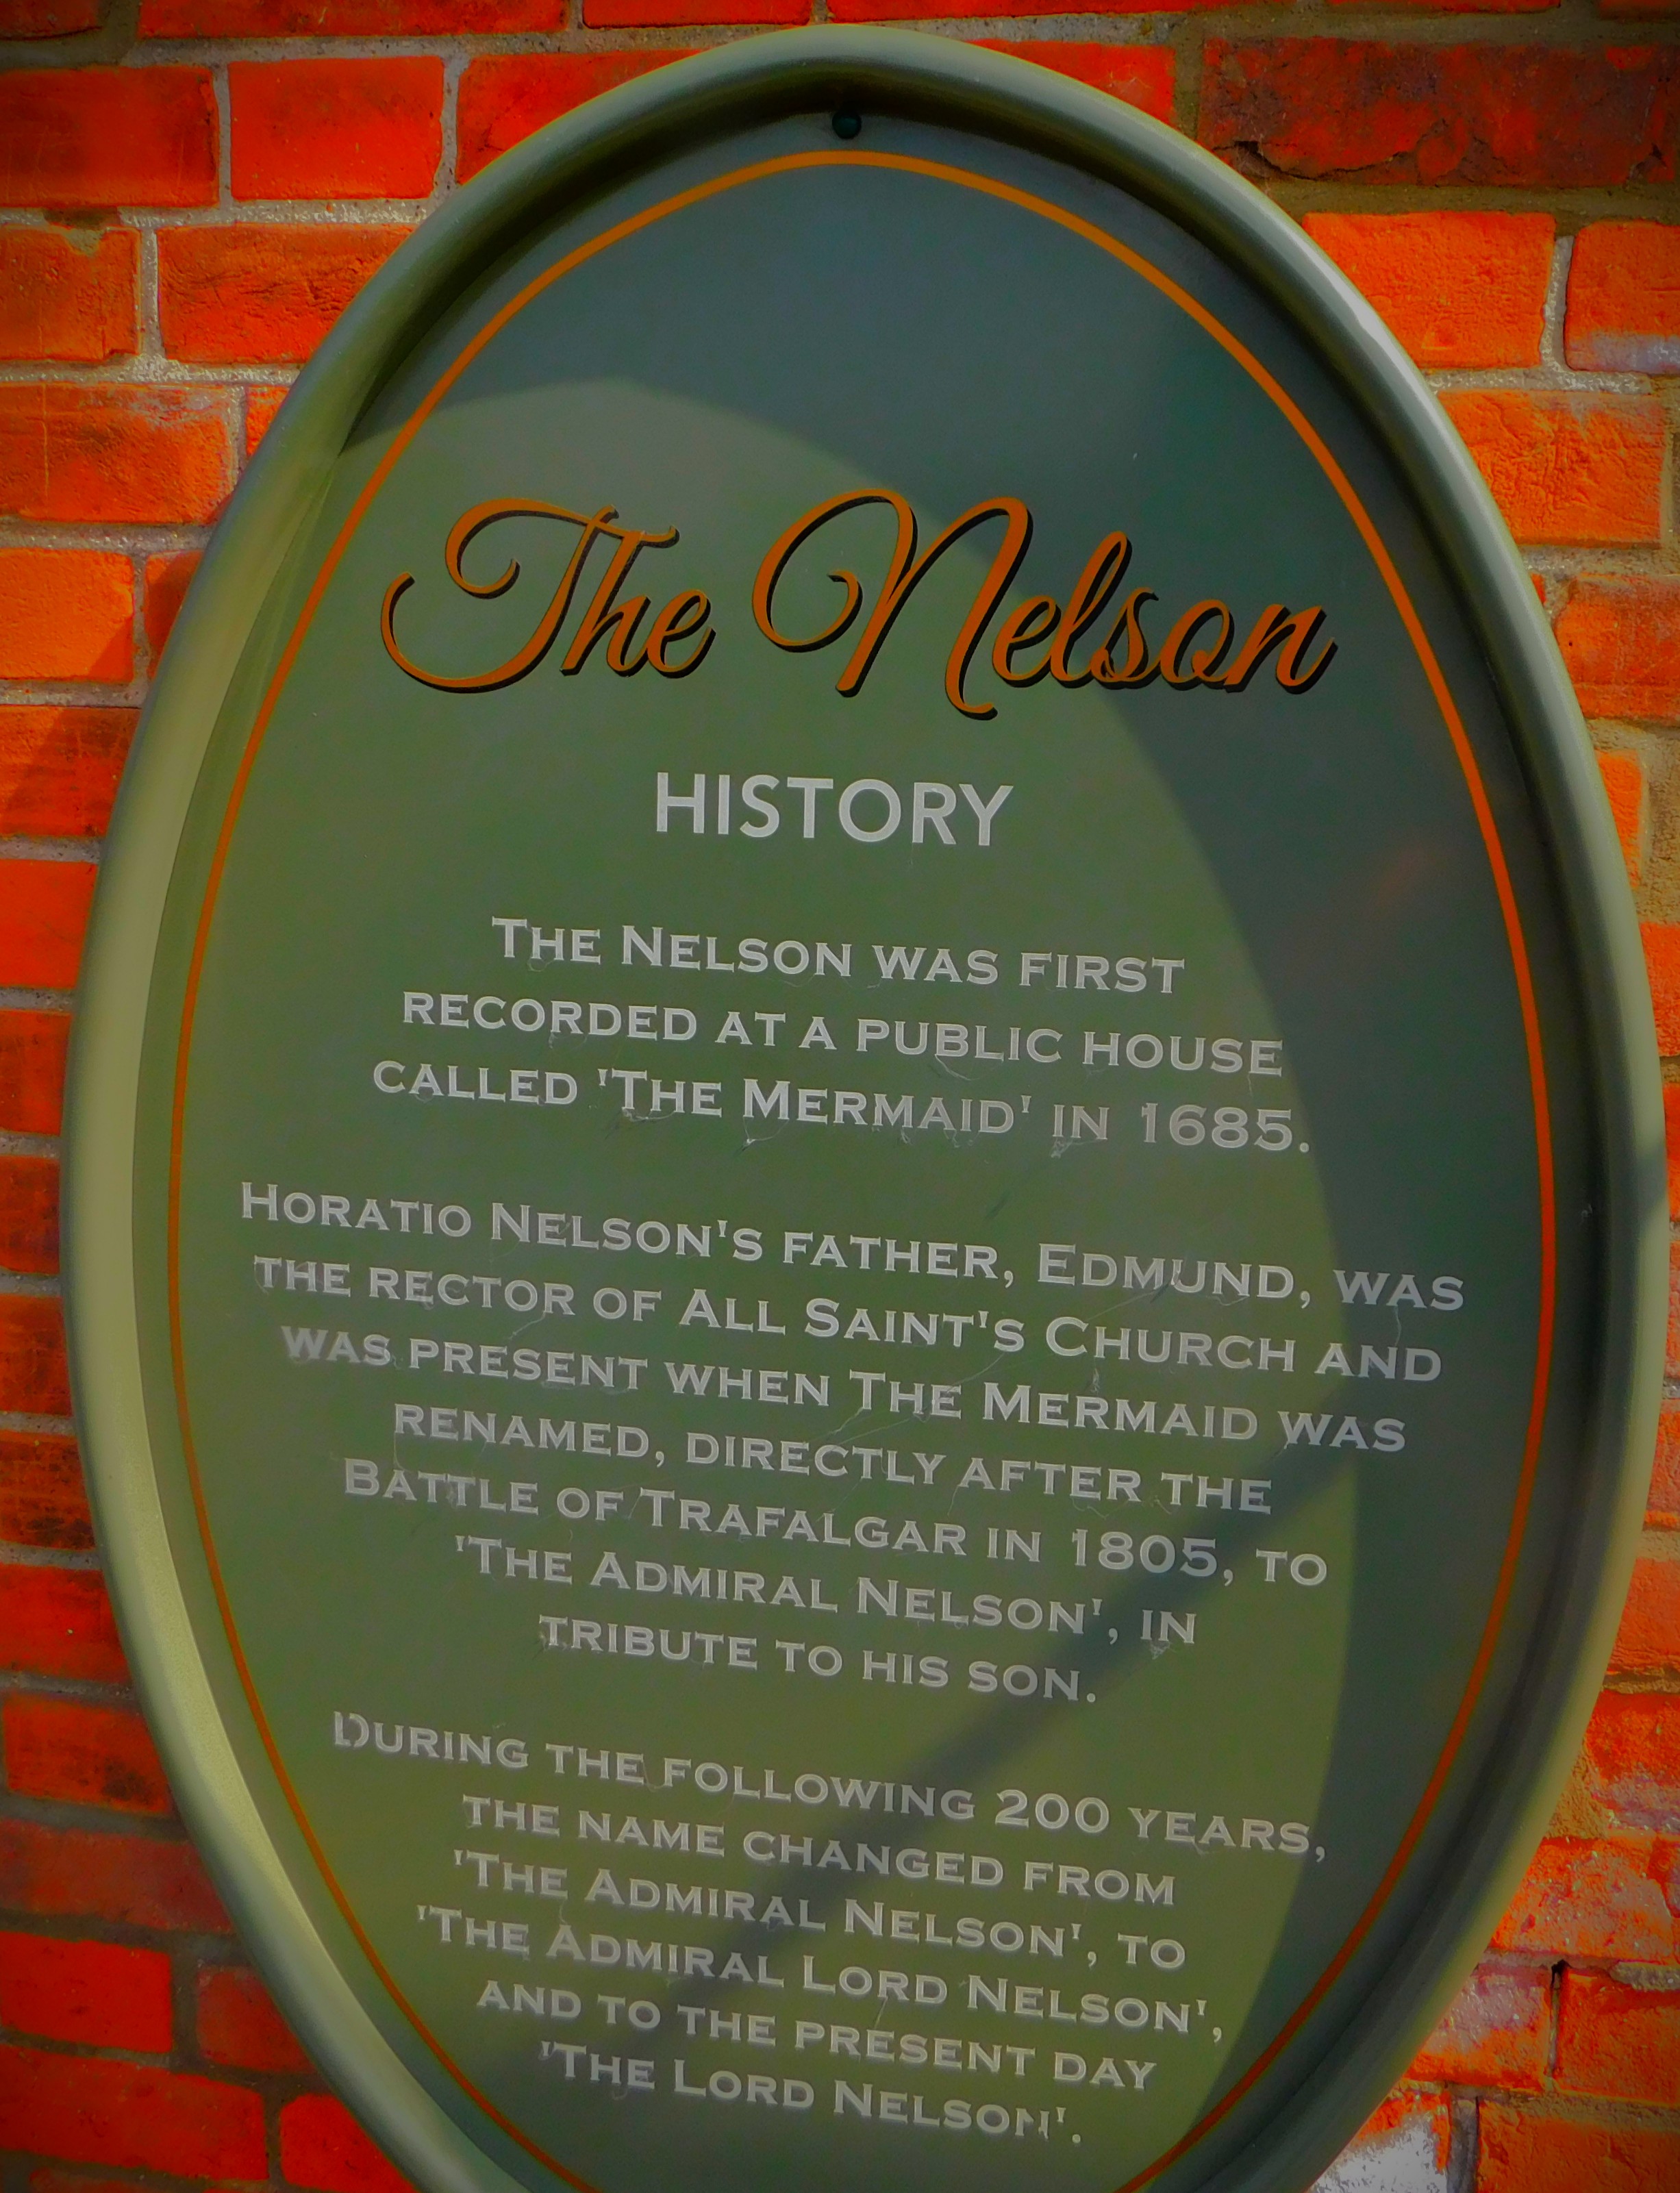 The Nelson
HISTORY
The Nelson was first
recorded at a public house
called 'The Mermaid' in 1685.
Horatio Nelson's father, Edmund, was
the rector of All Saint's Church and
was present when The Mermaid was
renamed, directly after the
Battle of Trafalgar in 1805, to
'The Admiral Nelson', in
tribute to his son.
During the following 200 years,
the name changed from
'The Admiral Nelson', to
'The Admiral Lord Nelson',
and to the present day
'The Lord Nelson'.